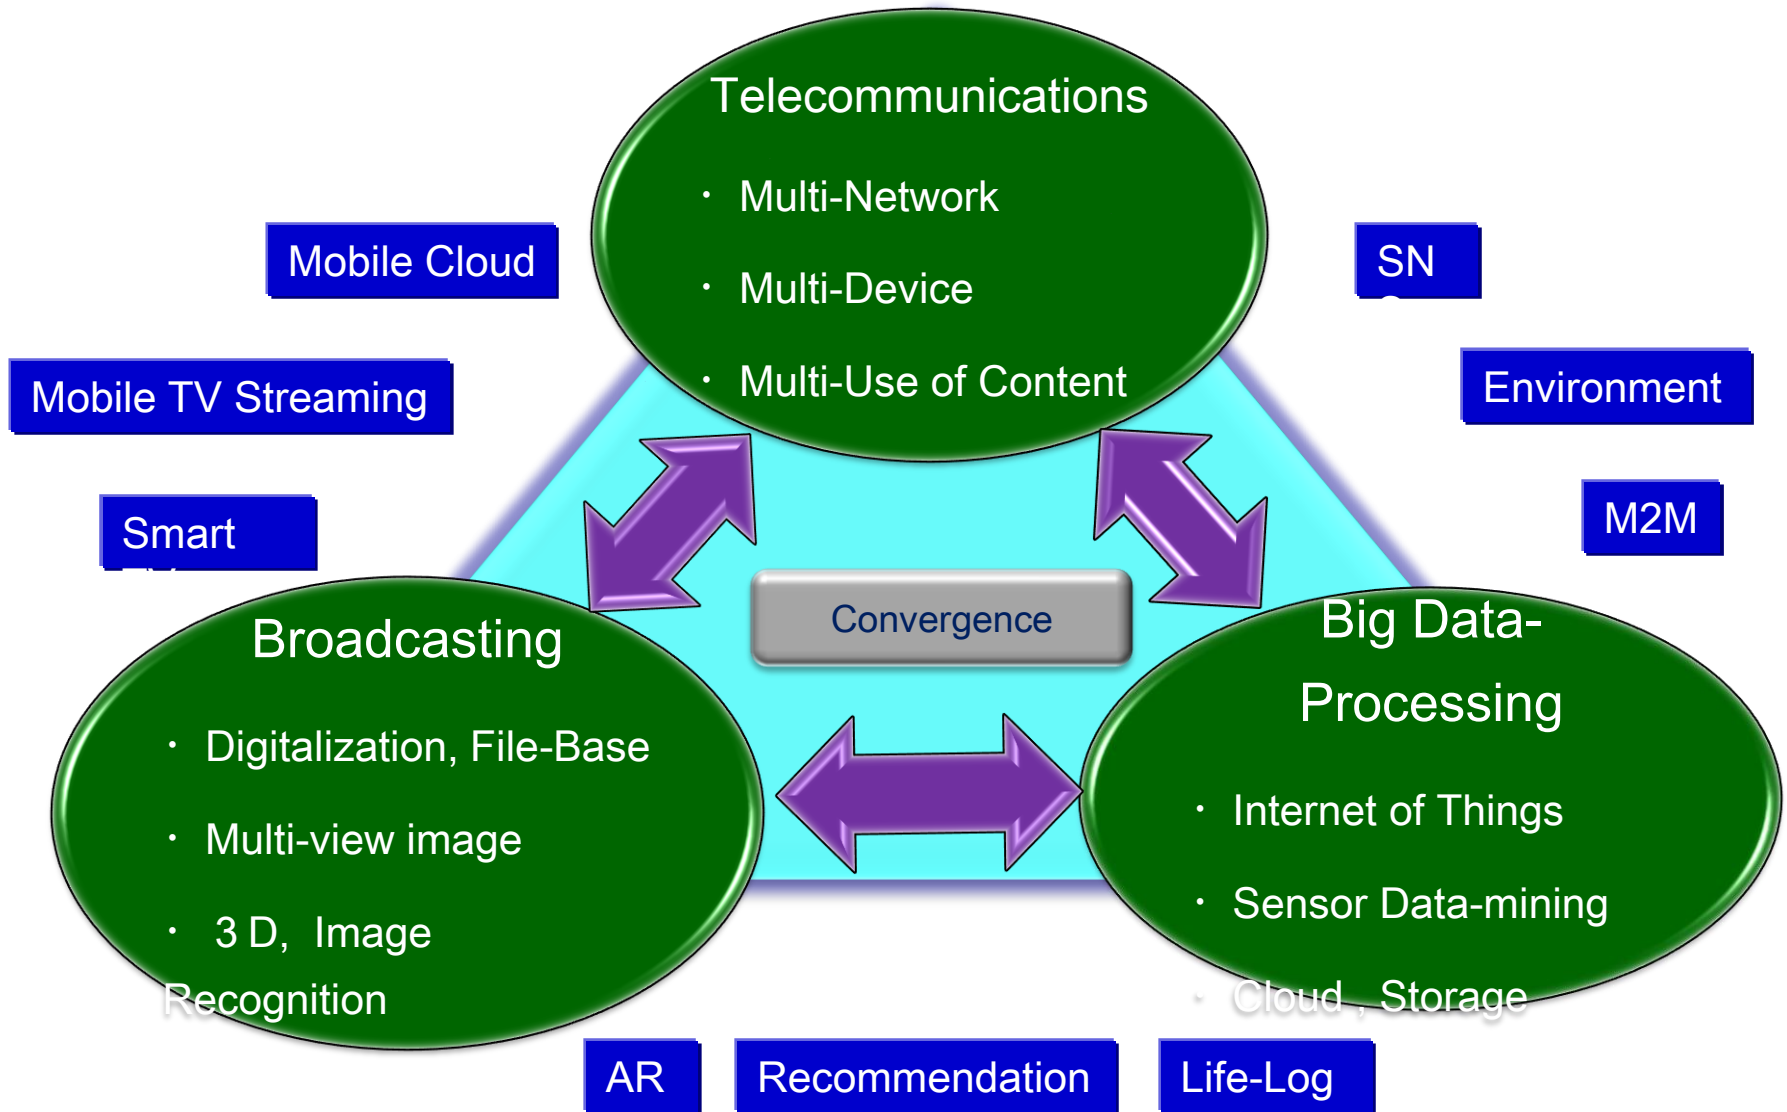 Telecommunications
・ Multi-Network
・ Multi-Device
・ Multi-Use of Content
Mobile Cloud
Mobile TV Streaming
Smart
SN
Environment
M2M
Convergence
Broadcasting
・ Digitalization, File-Base
・ Multi-view image
・ 3 D, Image
Recognition
Big Data-
Processing
・ Internet of Things
・ Sensor Data-mining
・ Cloud , Storage
AR
Recommendation
Life-Log